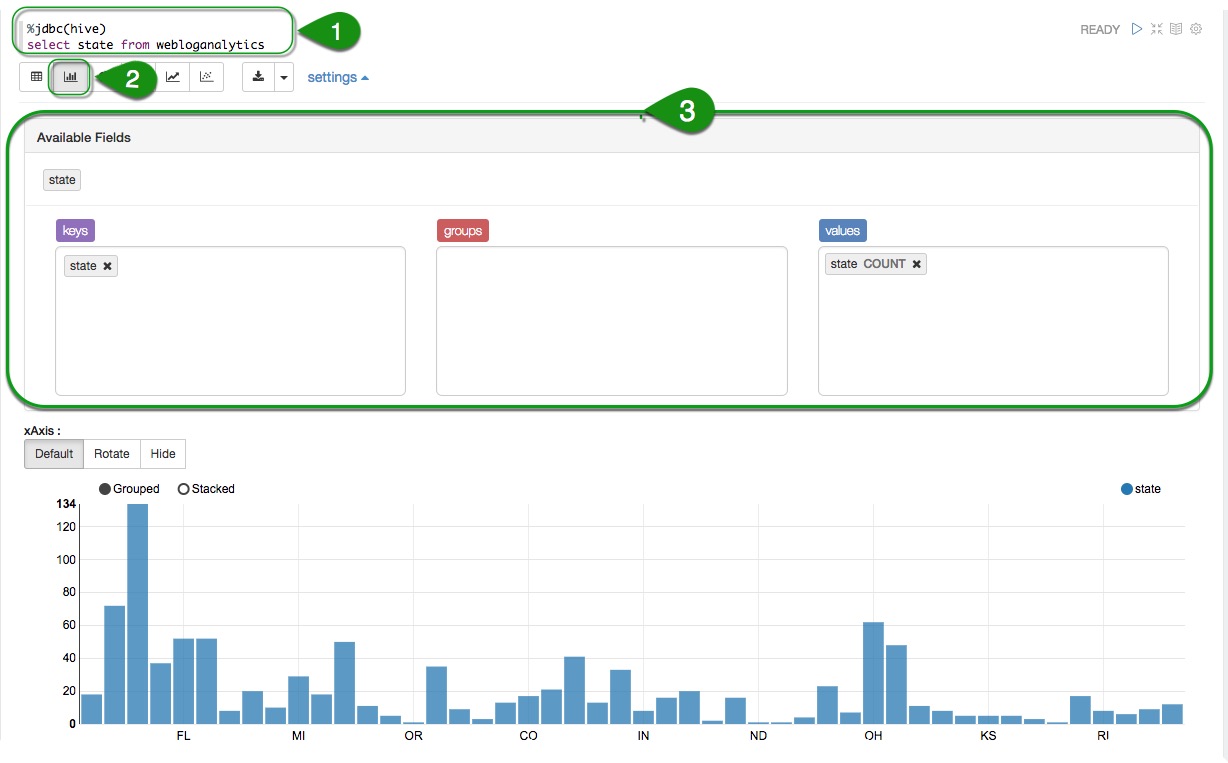 %jdbc(hive)
select state from webloganalytics
1
READY
2
settings
3
Available Fields
state
keys
groups
values
state
state COUNT
xAxis :
Default Rotate Hide
Grouped Stacked
state
134
120
100
80
60
40
20
0
FL MI OR CO IN ND OH KS RI